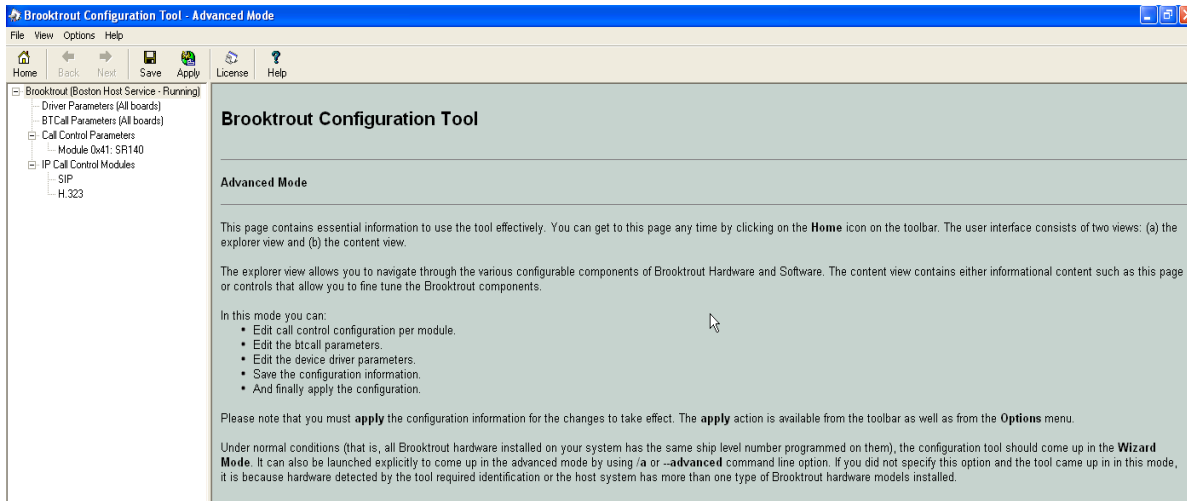 Brooktrout Configuration Tool - Advanced Mode
File View Options Help
Home Back Next Save Apply License Help
Brooktrout (Boston Host Service - Running)
Driver Parameters (All boards)
BTCall Parameters (All boards)
Call Control Parameters
Module 0x41: SR140
IP Call Control Modules
SIP
H.323
Brooktrout Configuration Tool
Advanced Mode
This page contains essential information to use the tool effectively. You can get to this page any time by clicking on the Home icon on the toolbar. The user interface consists of two views: (a) the
explorer view and (b) the content view.
The explorer view allows you to navigate through the various configurable components of Brooktrout Hardware and Software. The content view contains either informational content such as this page
or controls that allow you to fine tune the Brooktrout components.
In this mode you can:
• Edit call control configuration per module.
• Edit the btcall parameters.
• Edit the device driver parameters.
• Save the configuration information.
• And finally apply the configuration.
Please note that you must apply the configuration information for the changes to take effect. The apply action is available from the toolbar as well as from the Options menu.
Under normal conditions (that is, all Brooktrout hardware installed on your system has the same ship level number programmed on them), the configuration tool should come up in the Wizard
Mode. It can also be launched explicitly to come up in the advanced mode by using /a or --advanced command line option. If you did not specify this option and the tool came up in in this mode,
it is because hardware detected by the tool required identification or the host system has more than one type of Brooktrout hardware models installed.